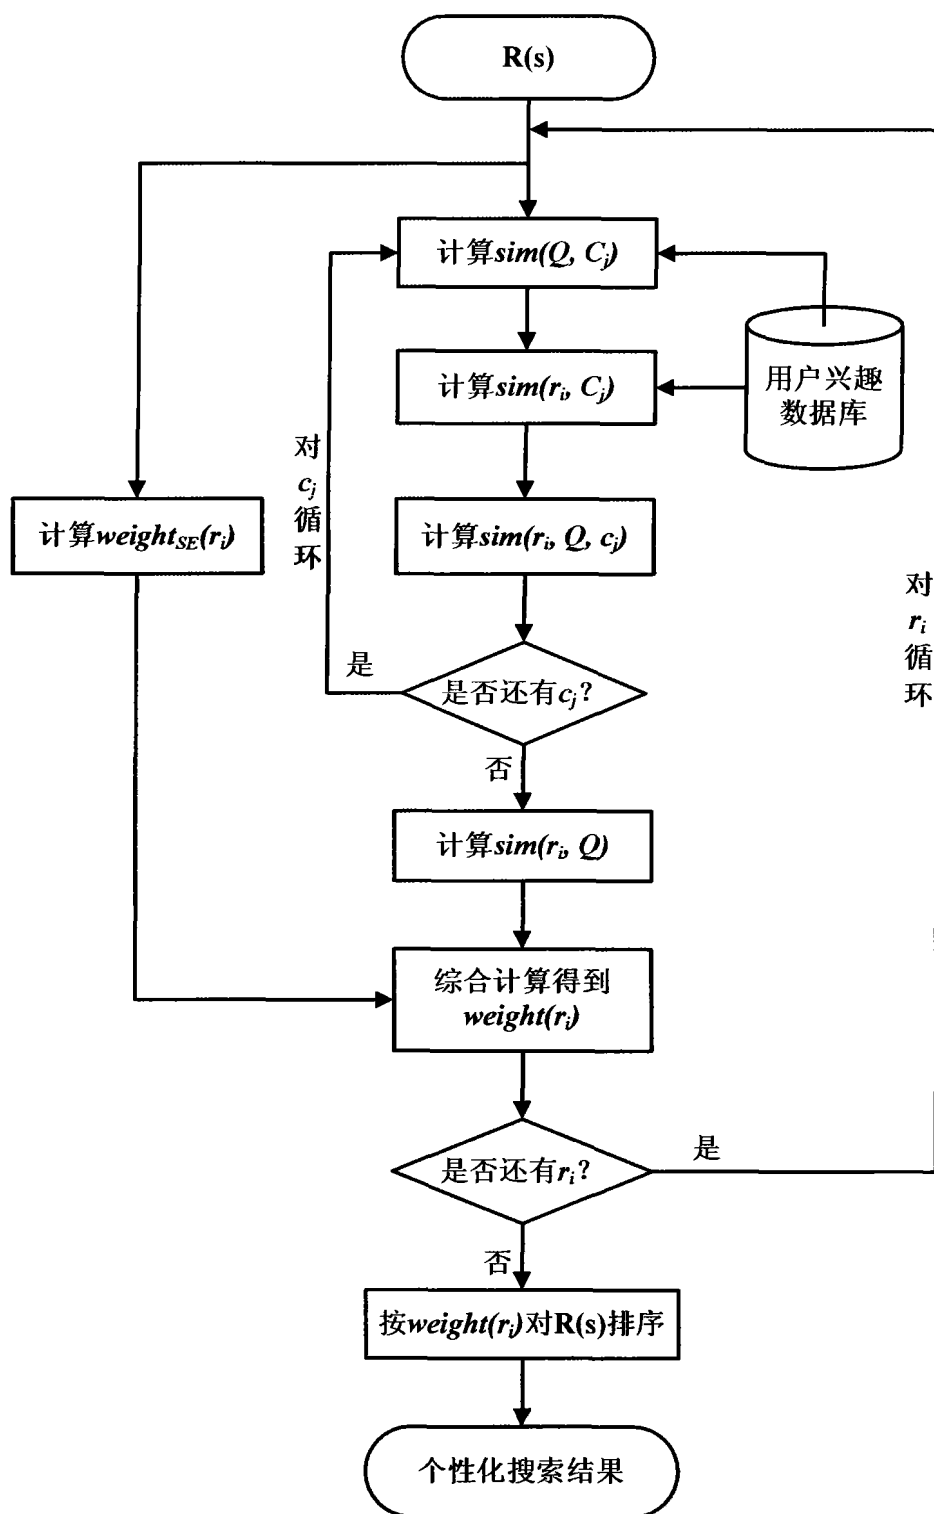 R(s)
计算sim(Q, Cj)
计算sim(ri, Cj)
用户兴趣
数据库
对
cj
循
环
计算weightSE(ri)
计算sim(ri, Q, cj)
对
ri
循
环
是
是否还有cj?
否
计算sim(ri, Q)
综合计算得到
weight(ri)
是否还有ri?
是
否
按weight(ri)对R(s)排序
个性化搜索结果